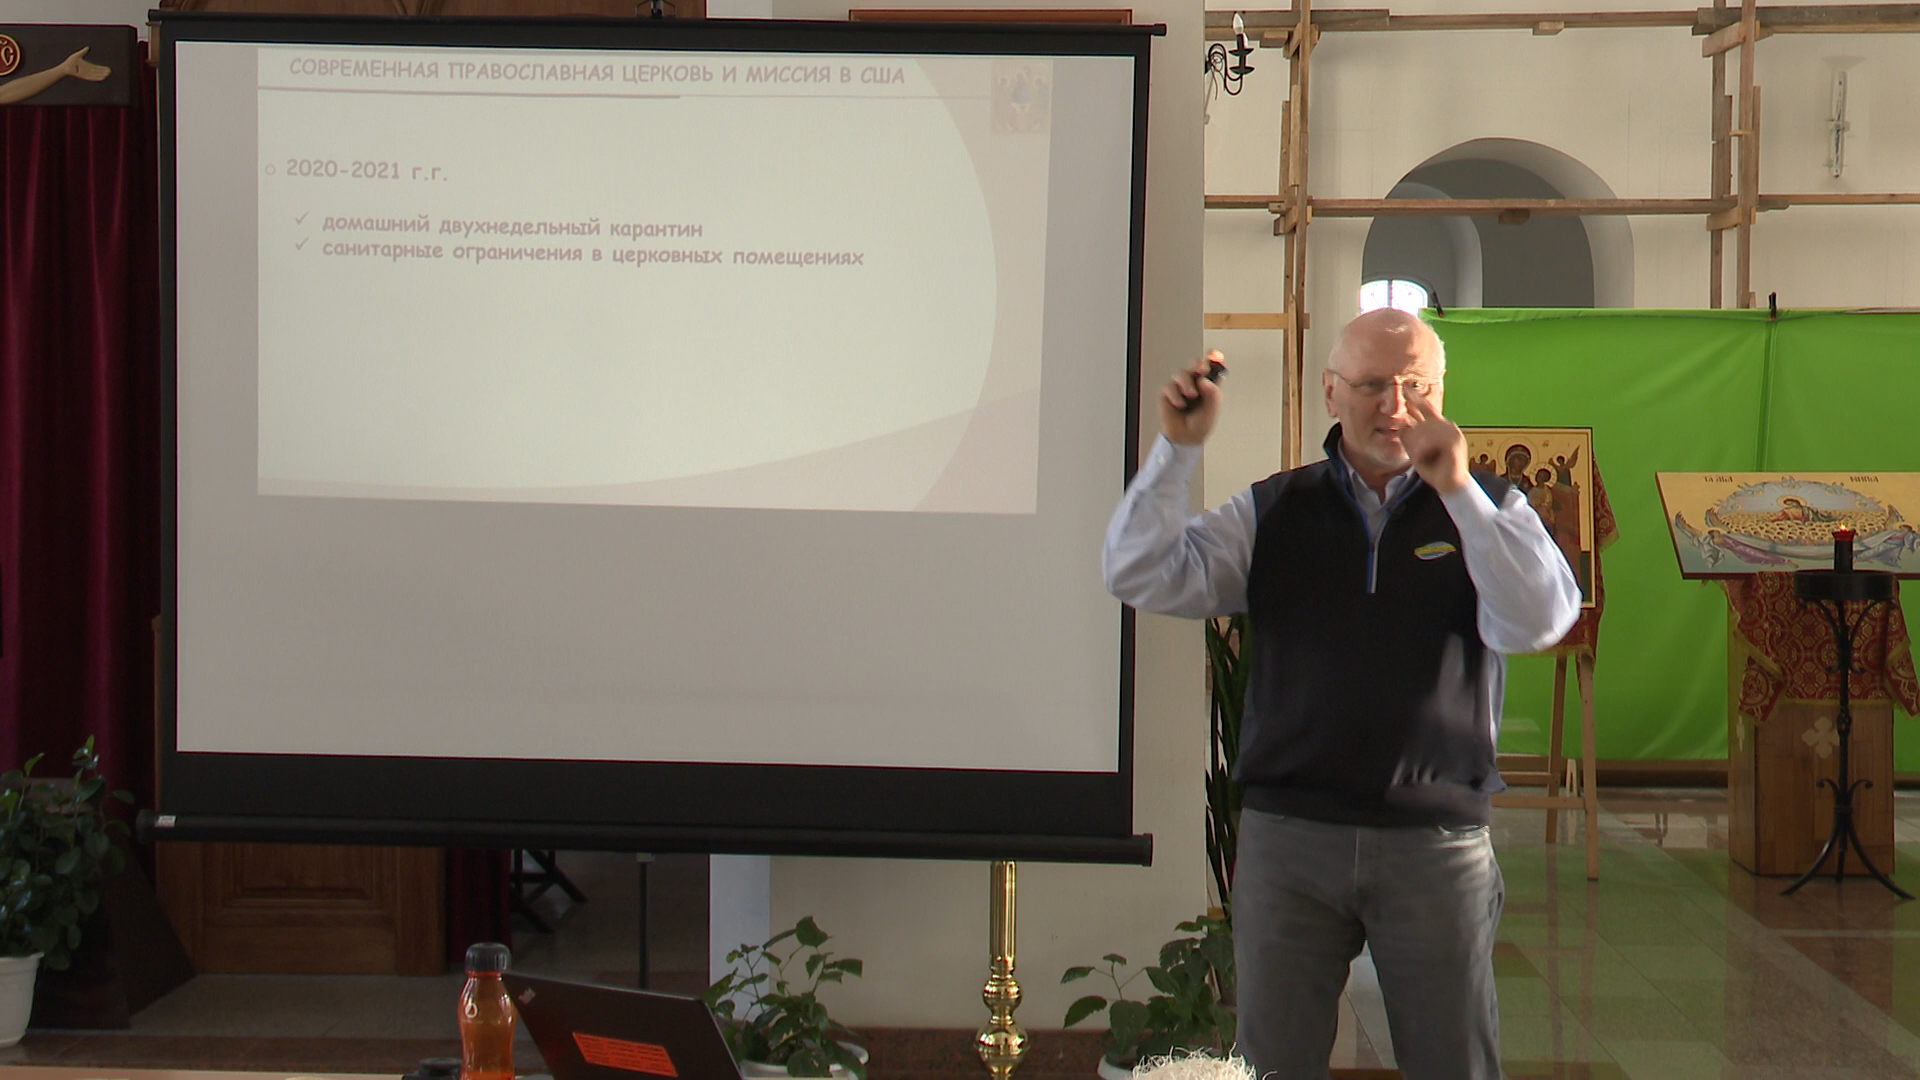 СОВРЕМЕННАЯ ПРАВОСЛАВНАЯ ЦЕРКОВЬ И МИССИЯ В США
2020-2021 г.г.
домашний двухнедельный карантин
санитарные ограничения в церковных помещениях